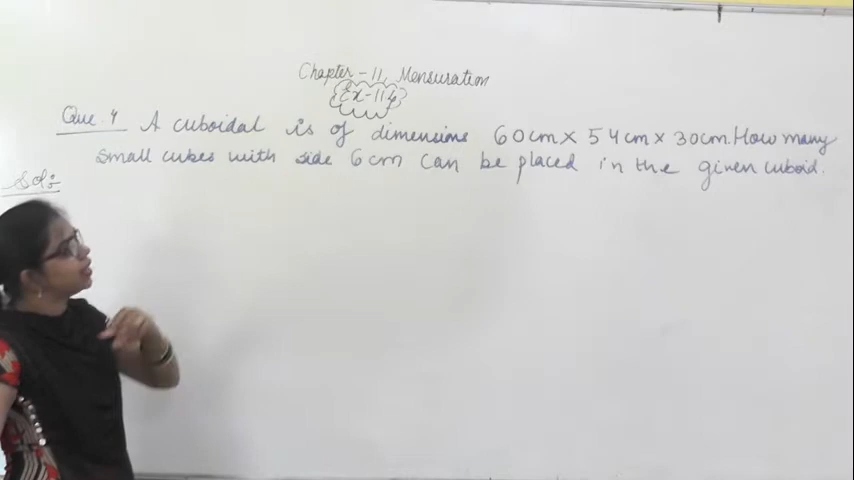 Chapter - 11, Mensuration
Ex - 11.4
Que. 4 A cuboidal is of dimensions 60cm x 54cm x 30cm. How many
small cubes with side 6cm can be placed in the given cuboid.
Sol: